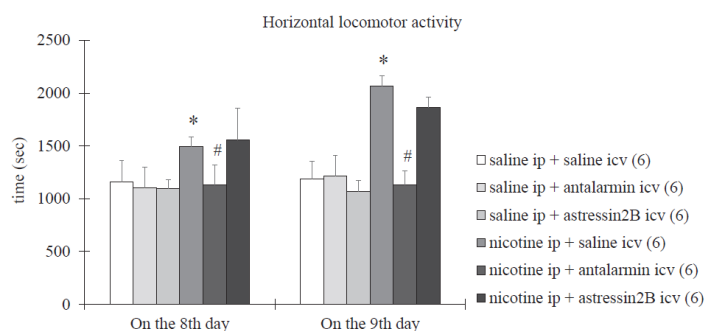 Horizontal locomotor activity
time (sec)
2500
2000
1500
1000
500
0
*
#
*
#
On the 8th day
On the 9th day
saline ip + saline icv (6)
saline ip + antalarmin icv (6)
saline ip + astressin2B icv (6)
nicotine ip + saline icv (6)
nicotine ip + antalarmin icv (6)
nicotine ip + astressin2B icv (6)